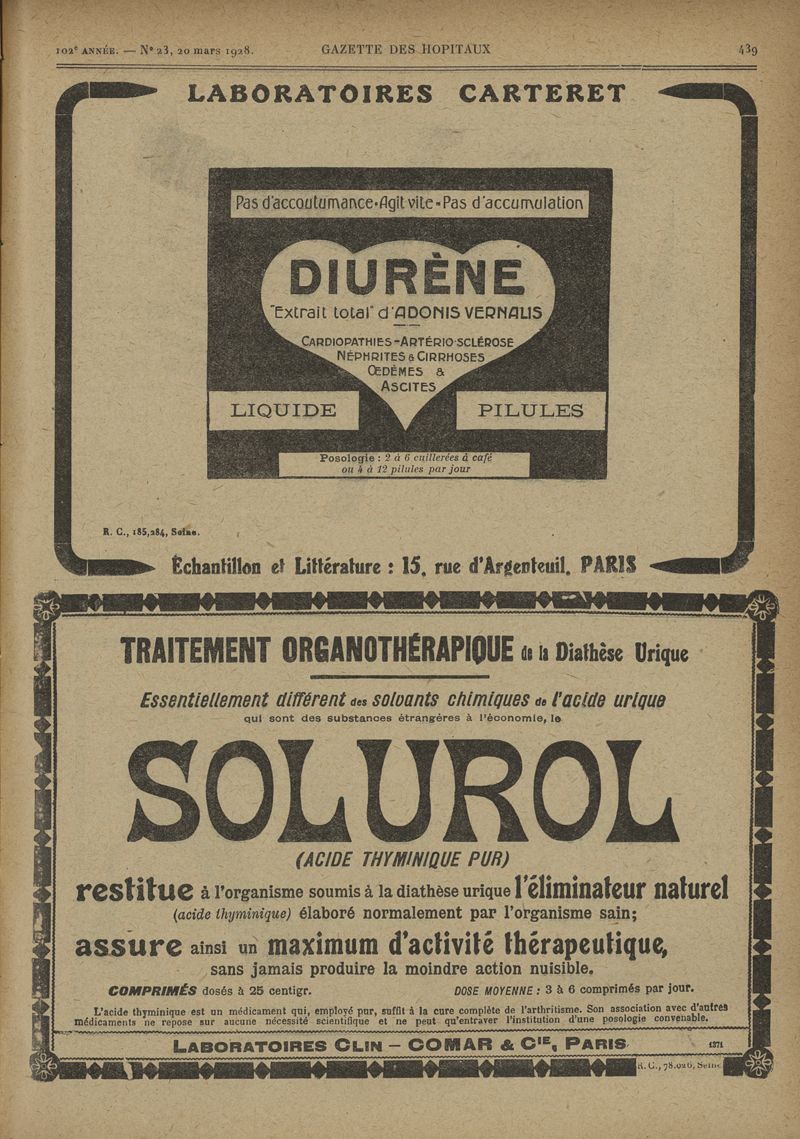 102e ANNÉE. — N° 23, 20 mars 1928.
GAZETTE DES HOPITAUX
439
LABORATOIRES CARTERET
Pas d'accoutumance • Agit vite • Pas d'accumulation
DIURÈNE
"Extrait total" d'ADONIS VERNALIS
CARDIOPATHIES - ARTÉRIO-SCLÉROSE
NÉPHRITES & CIRRHOSES
ŒDÈMES &
ASCITES
LIQUIDE
PILULES
Posologie : 2 à 6 cuillerées à café
ou 4 à 12 pilules par jour
R. C., 185,284, Seine.
Échantillon et Littérature : 15, rue d'Argenteuil, PARIS
TRAITEMENT ORGANOTHÉRAPIQUE de la Diathèse Urique
Essentiellement différent des solvants chimiques de l'acide urique
qui sont des substances étrangères à l'économie, le
SOLUROL
(ACIDE THYMINIQUE PUR)
restitue à l'organisme soumis à la diathèse urique l'éliminateur naturel
(acide thyminique) élaboré normalement par l'organisme sain;
assure ainsi un maximum d'activité thérapeutique,
sans jamais produire la moindre action nuisible.
COMPRIMÉS dosés à 25 centigr.
DOSE MOYENNE : 3 à 6 comprimés par jour.
L'acide thyminique est un médicament qui, employé pur, suffit à la cure complète de l'arthritisme. Son association avec d'autres
médicaments ne repose sur aucune nécessité scientifique et ne peut qu'entraver l'institution d'une posologie convenable.
LABORATOIRES CLIN — COMAR & CIE, PARIS
1371
R. C., 78.026, Seine